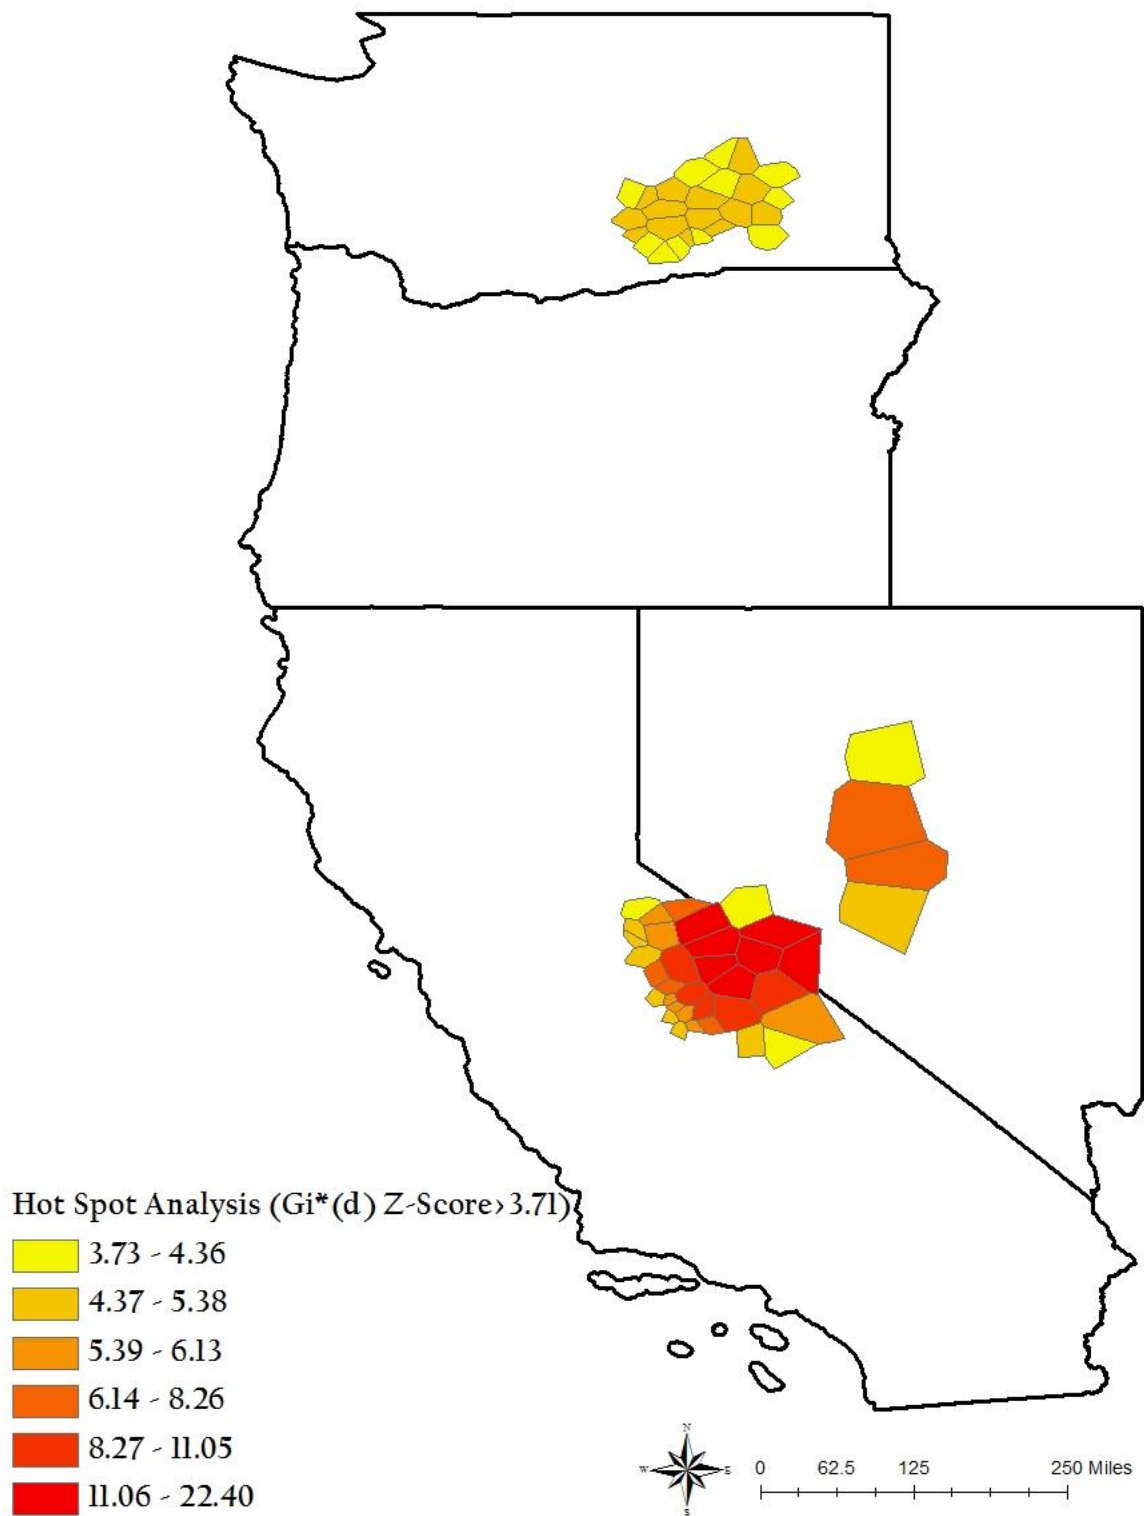 Hot Spot Analysis (Gi*(d) Z-Score>3.71)
3.73 - 4.36
4.37 - 5.38
5.39 - 6.13
6.14 - 8.26
8.27 - 11.05
11.06 - 22.40
N
W E
S
0 62.5 125 250 Miles